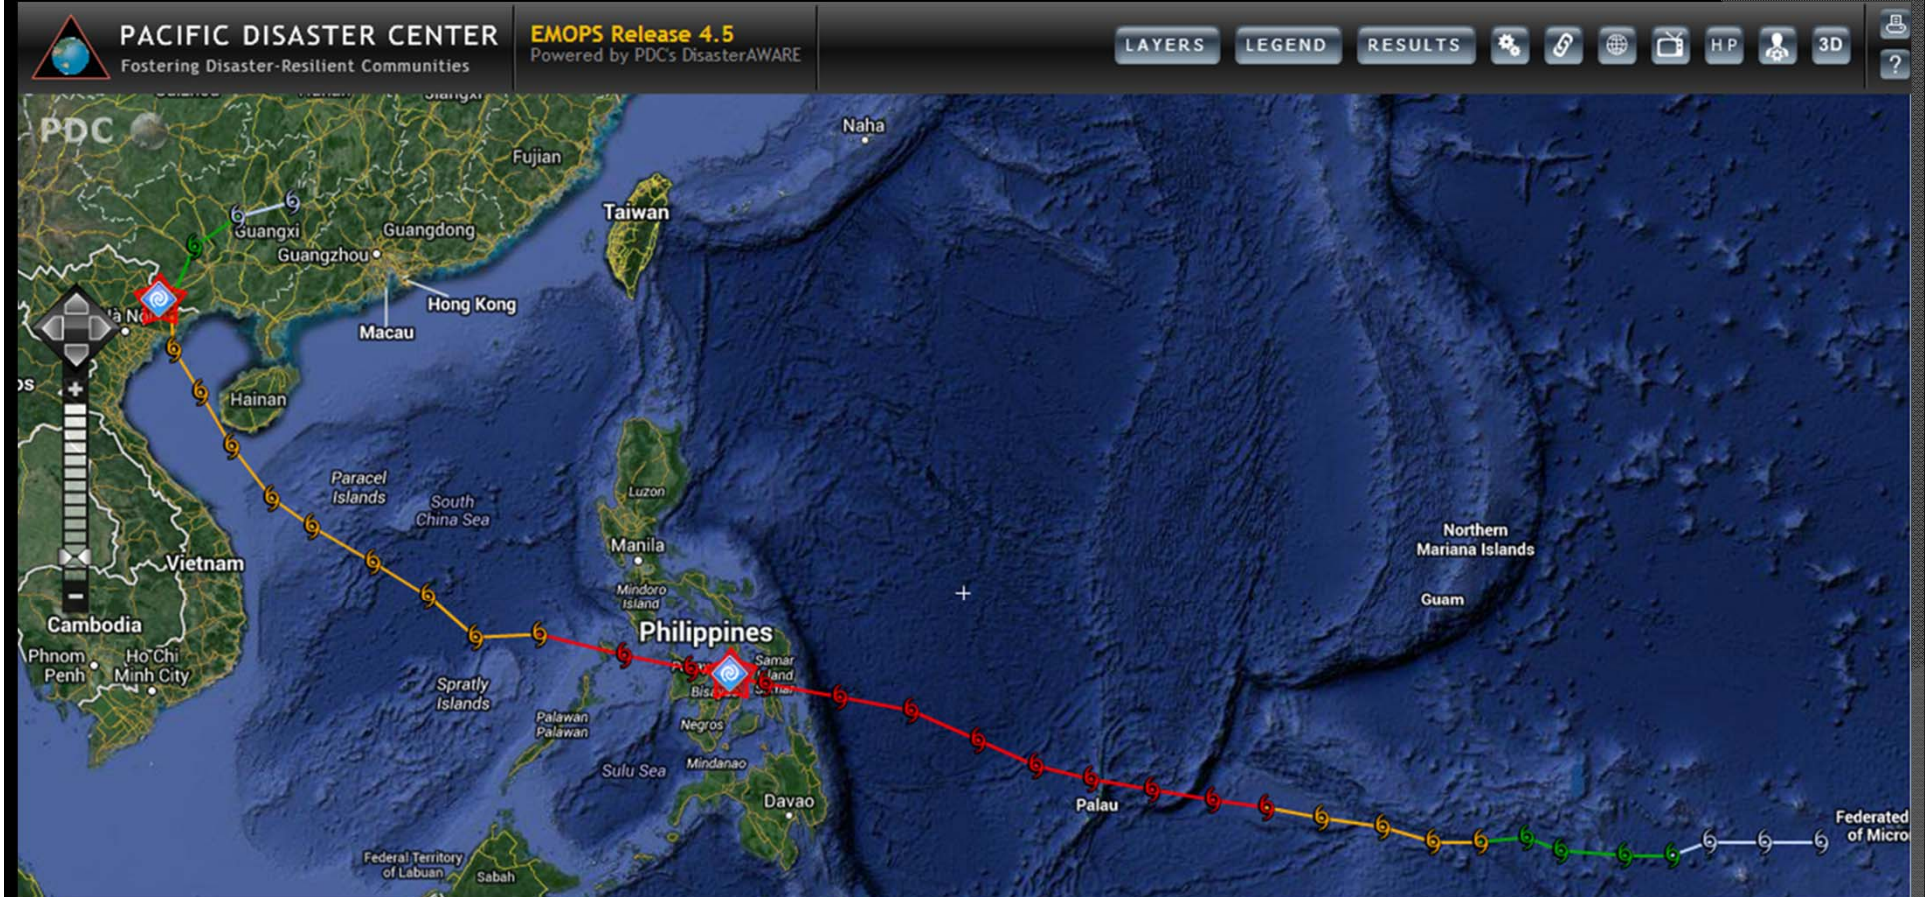 PACIFIC DISASTER CENTER
Fostering Disaster-Resilient Communities
EMOPS Release 4.5
Powered by PDC's DisasterAWARE
LAYERS
LEGEND
RESULTS
HP
3D
?
PDC
Jiangxi
Naha
Fujian
Taiwan
Guangxi
Guangdong
Guangzhou
Hong Kong
Macau
Hainan
Paracel
Islands
South
China Sea
Luzon
Manila
Mindoro
Island
Philippines
Samar
Northern
Mariana Islands
Guam
Vietnam
Cambodia
Phnom
Penh
Ho Chi
Minh City
Spratly
Islands
Palawan
Palawan
Negros
Sulu Sea
Mindanao
Davao
Palau
Federated
of Micro
Federal Territory
of Labuan
Sabah